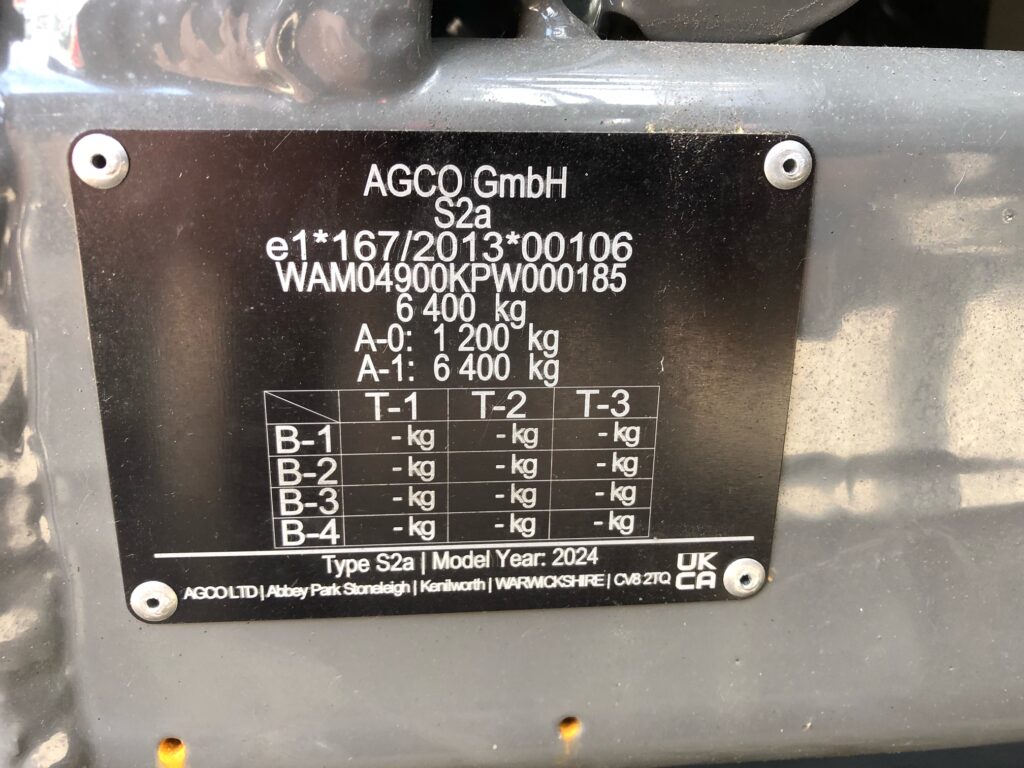 AGCO GmbH
S2a
e1*167/2013*00106
WAM04900KPW000185
6 400 kg
A-0: 1 200 kg
A-1: 6 400 kg
T-1 T-2 T-3
B-1 - kg - kg - kg
B-2 - kg - kg - kg
B-3 - kg - kg - kg
B-4 - kg - kg - kg
Type S2a | Model Year: 2024
AGCO LTD | Abbey Park Stoneleigh | Kenilworth | WARWICKSHIRE | CV8 2TQ
UK
CA